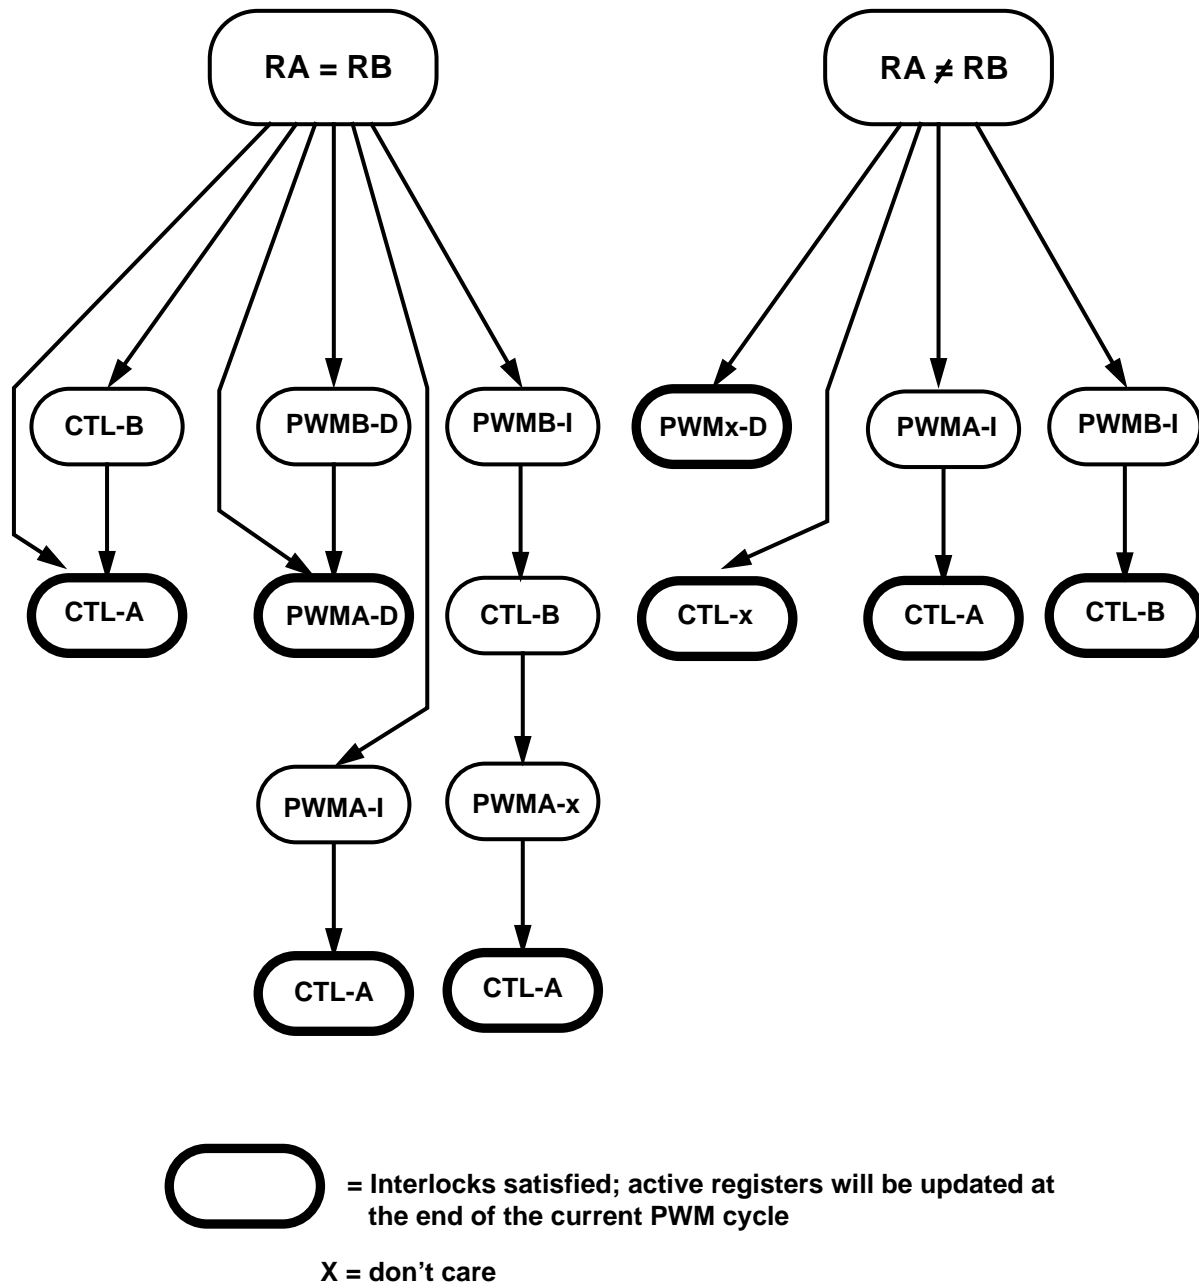 RA = RB
RA ≠ RB
CTL-B
PWMB-D
PWMB-I
PWMx-D
PWMA-I
PWMB-I
CTL-A
PWMA-D
CTL-B
CTL-x
CTL-A
CTL-B
PWMA-I
PWMA-x
CTL-A
CTL-A
= Interlocks satisfied; active registers will be updated at
the end of the current PWM cycle
X = don’t care